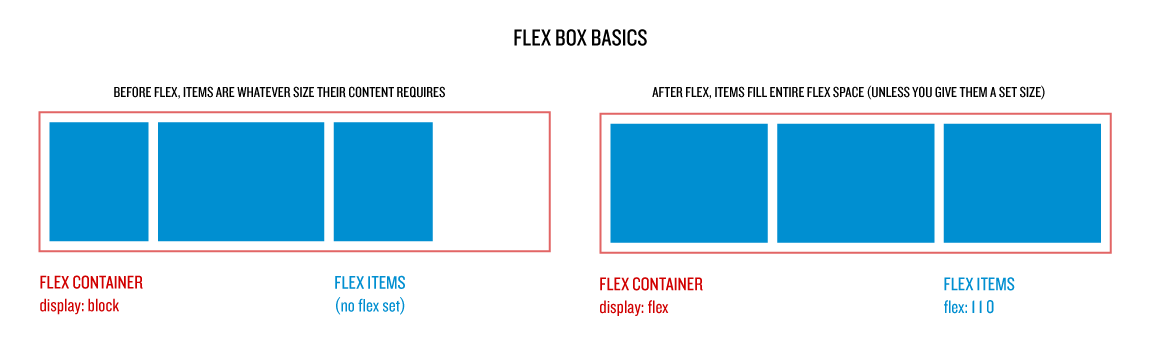 FLEX BOX BASICS
BEFORE FLEX, ITEMS ARE WHATEVER SIZE THEIR CONTENT REQUIRES
AFTER FLEX, ITEMS FILL ENTIRE FLEX SPACE (UNLESS YOU GIVE THEM A SET SIZE)
FLEX CONTAINER
display: block
FLEX ITEMS
(no flex set)
FLEX CONTAINER
display: flex
FLEX ITEMS
flex: 1 1 0